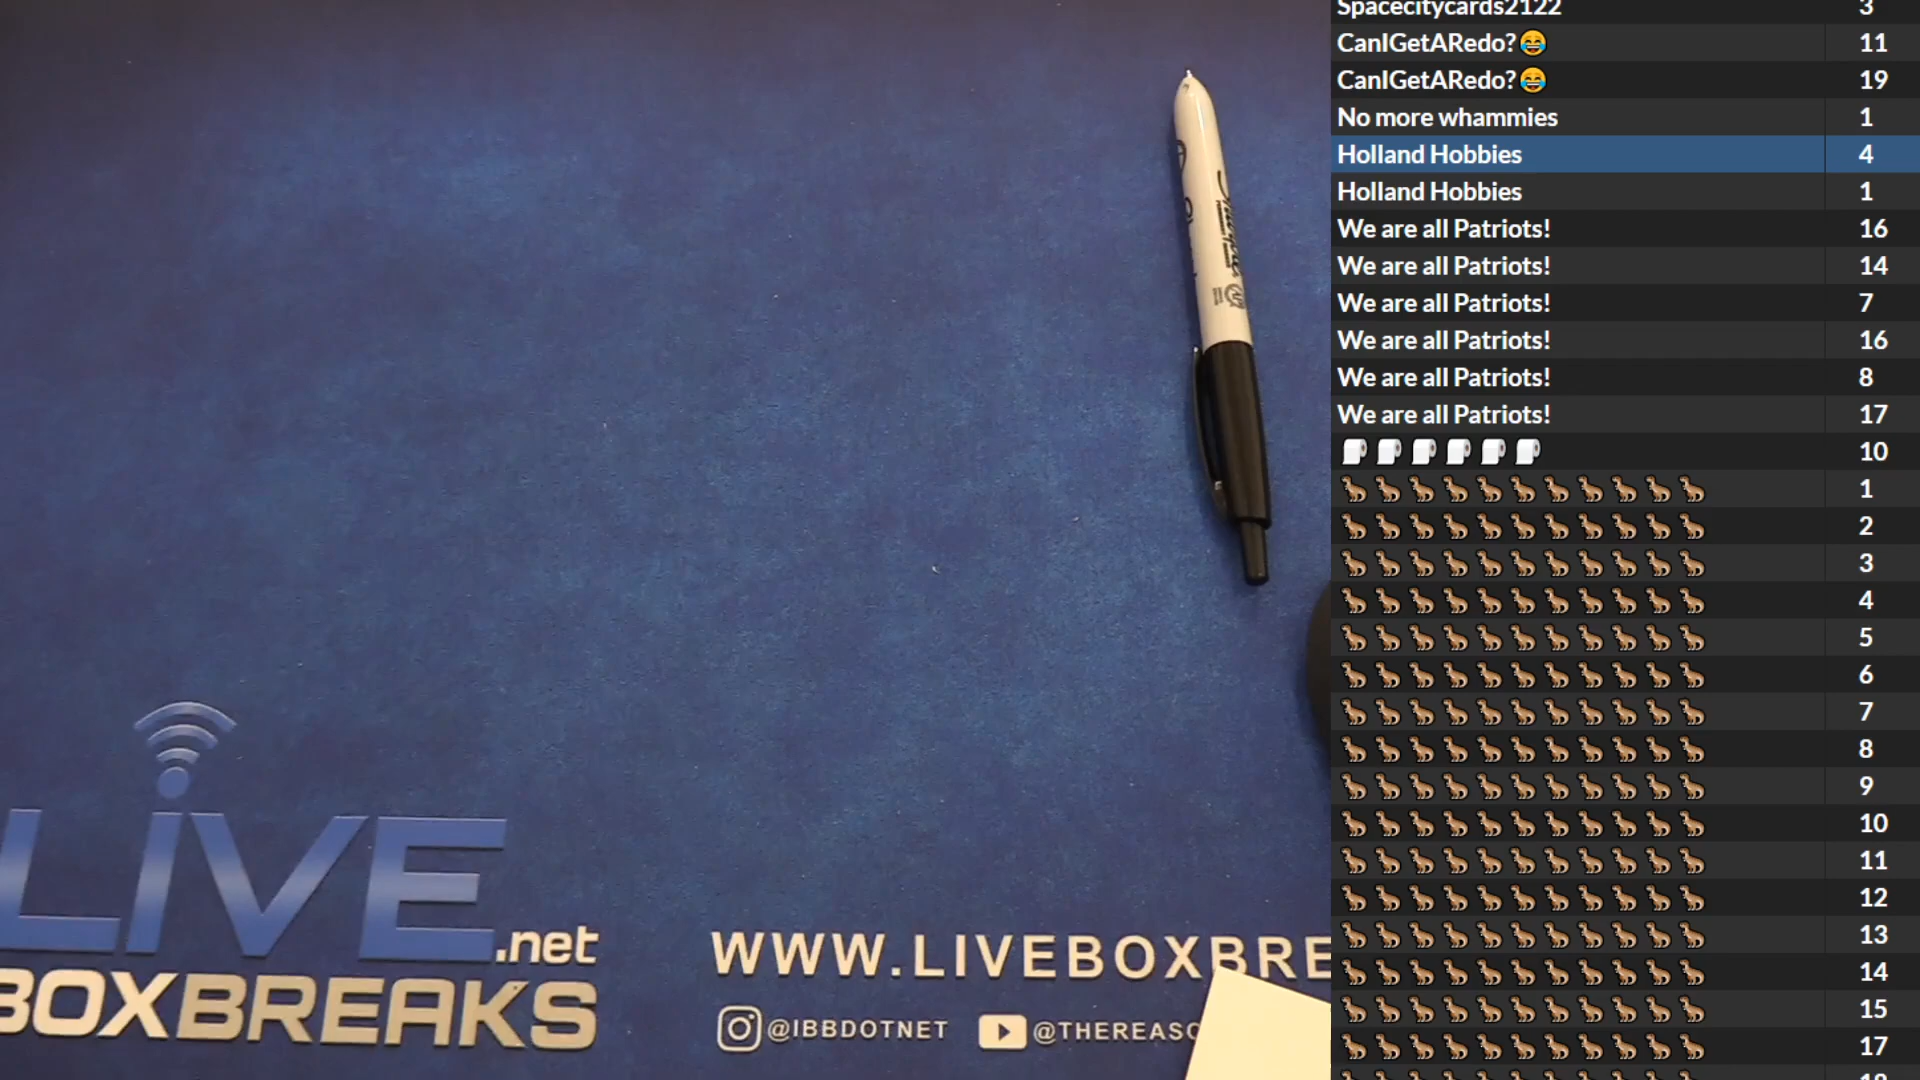 Spacecitycards2122 3
CanIGetARedo?😂 11
CanIGetARedo?😂 19
No more whammies 1
Holland Hobbies 4
Holland Hobbies 1
We are all Patriots! 16
We are all Patriots! 14
We are all Patriots! 7
We are all Patriots! 16
We are all Patriots! 8
We are all Patriots! 17
🧻🧻🧻🧻🧻🧻 10
🦖🦖🦖🦖🦖🦖🦖🦖🦖🦖🦖 1
🦖🦖🦖🦖🦖🦖🦖🦖🦖🦖🦖 2
🦖🦖🦖🦖🦖🦖🦖🦖🦖🦖🦖 3
🦖🦖🦖🦖🦖🦖🦖🦖🦖🦖🦖 4
🦖🦖🦖🦖🦖🦖🦖🦖🦖🦖🦖 5
🦖🦖🦖🦖🦖🦖🦖🦖🦖🦖🦖 6
🦖🦖🦖🦖🦖🦖🦖🦖🦖🦖🦖 7
🦖🦖🦖🦖🦖🦖🦖🦖🦖🦖🦖 8
🦖🦖🦖🦖🦖🦖🦖🦖🦖🦖🦖 9
🦖🦖🦖🦖🦖🦖🦖🦖🦖🦖🦖 10
🦖🦖🦖🦖🦖🦖🦖🦖🦖🦖🦖 11
🦖🦖🦖🦖🦖🦖🦖🦖🦖🦖🦖 12
🦖🦖🦖🦖🦖🦖🦖🦖🦖🦖🦖 13
🦖🦖🦖🦖🦖🦖🦖🦖🦖🦖🦖 14
🦖🦖🦖🦖🦖🦖🦖🦖🦖🦖🦖 15
🦖🦖🦖🦖🦖🦖🦖🦖🦖🦖🦖 17
LIVE
.net
BOXBREAKS
WWW.LIVEBOXBRE
@IBBDOTNET @THEREASO